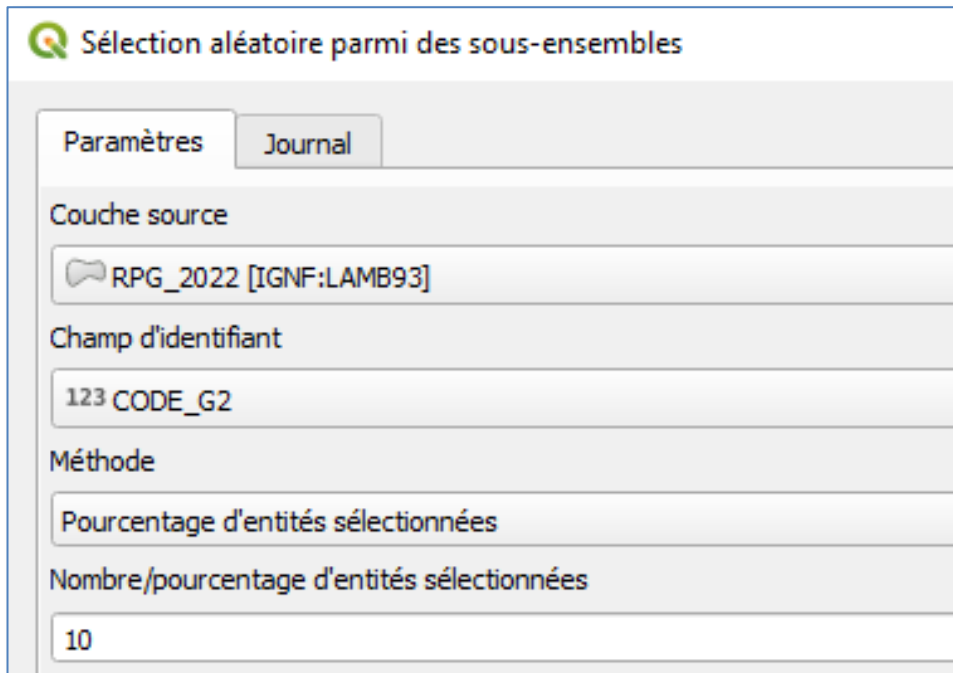 Sélection aléatoire parmi des sous-ensembles
Paramètres Journal
Couche source
RPG_2022 [IGNF:LAMB93]
Champ d'identifiant
123 CODE_G2
Méthode
Pourcentage d'entités sélectionnées
Nombre/pourcentage d'entités sélectionnées
10